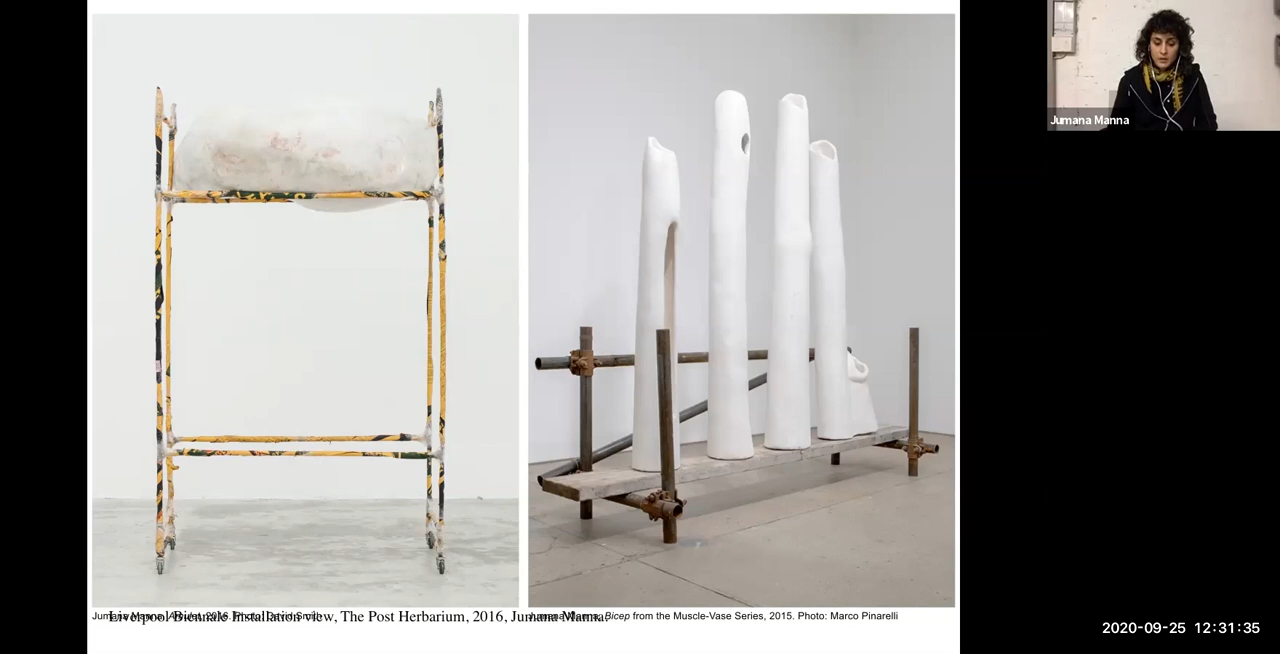 Jumana Manna
Liverpool Biennale Installation View, The Post Herbarium, 2016, Jumana Manna.
Bicep from the Muscle-Vase Series, 2015. Photo: Marco Pinarelli
2020-09-25 12:31:35